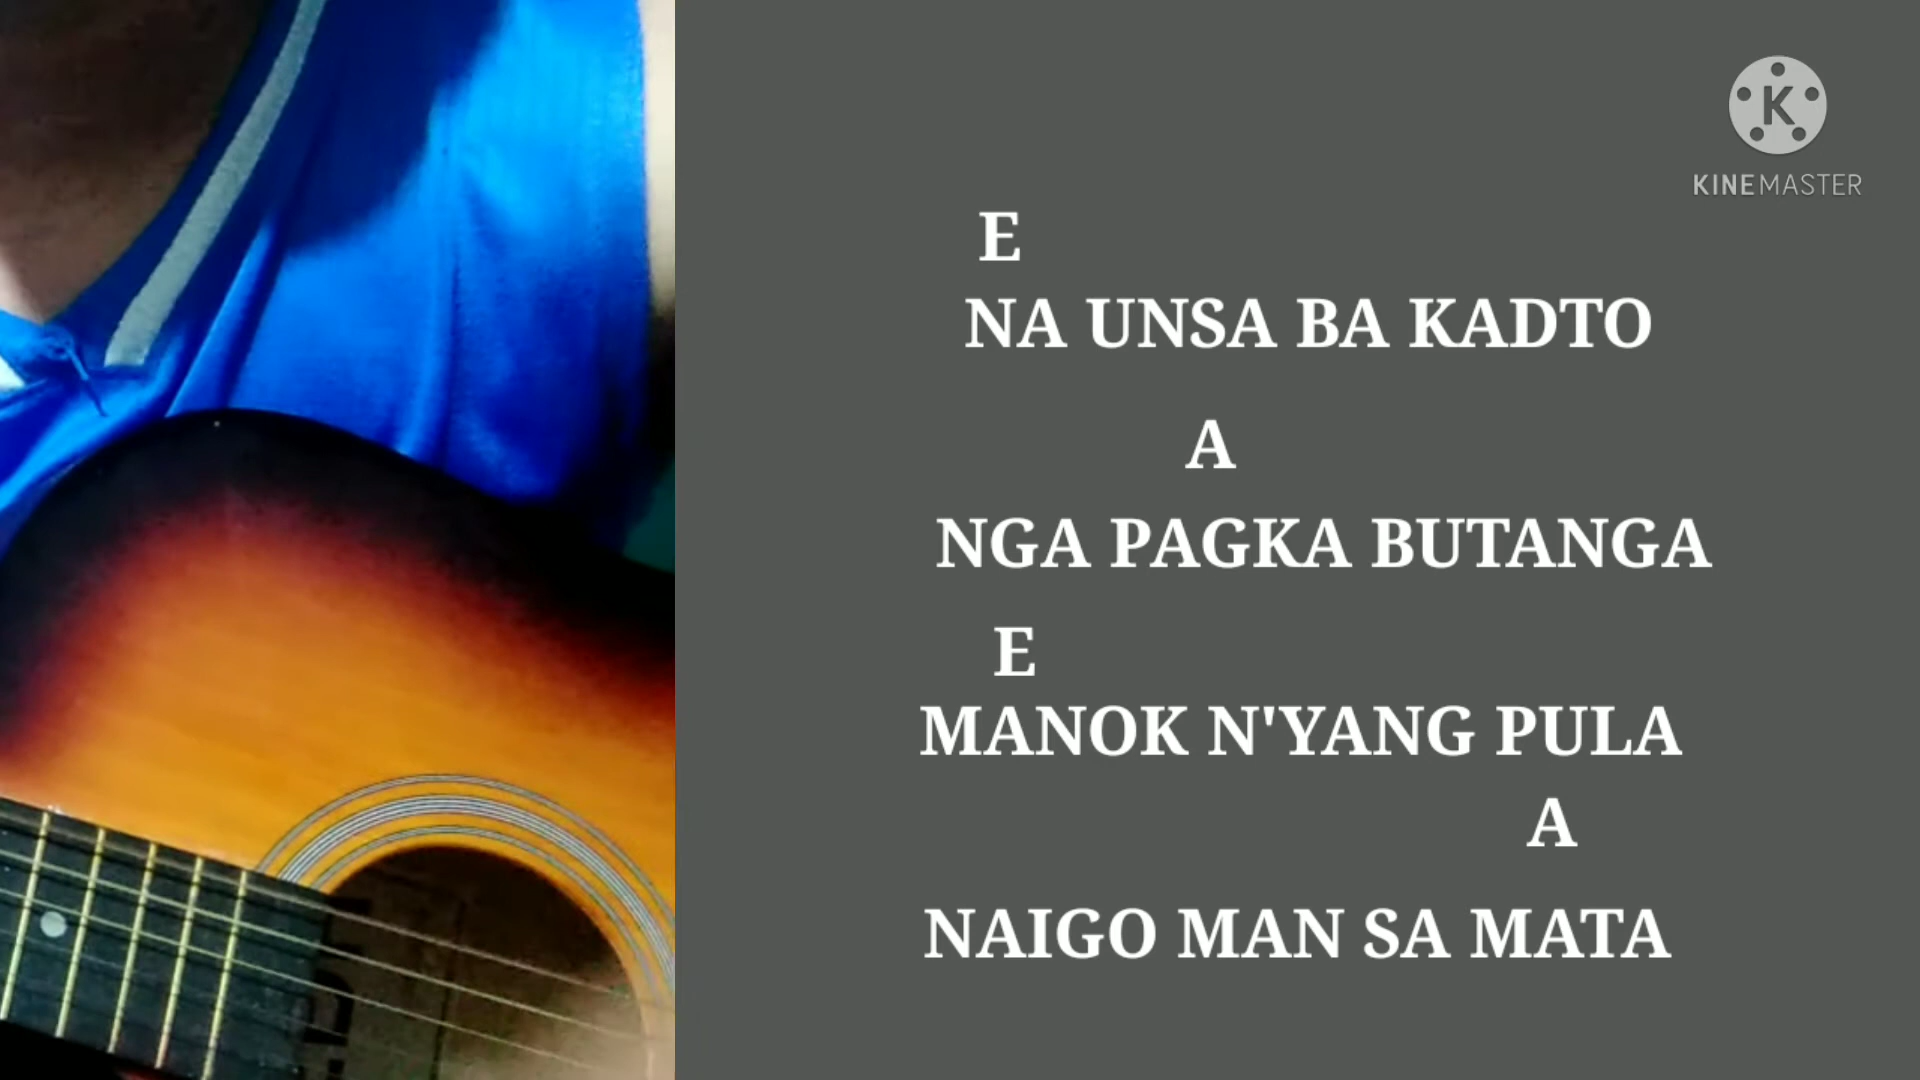 K
KINEMASTER
E
NA UNSA BA KADTO
A
NGA PAGKA BUTANGA
E
MANOK N'YANG PULA
A
NAIGO MAN SA MATA